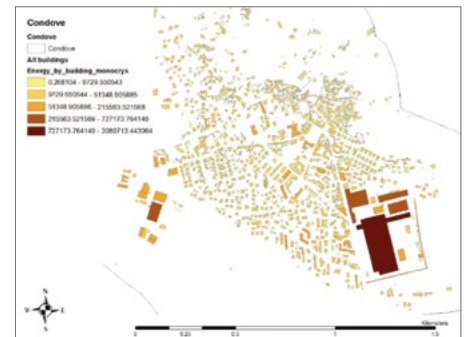 Condove
Condove
Condove
All buildings
Energy_by_building_monocrys
0.268104 - 9729.550543
9729.550544 - 51348.905885
51348.905886 - 215563.521568
215563.521569 - 727173.764148
727173.764149 - 3089713.443064
N
W E
S
Kilometers
0 0.25 0.5 1 1.5